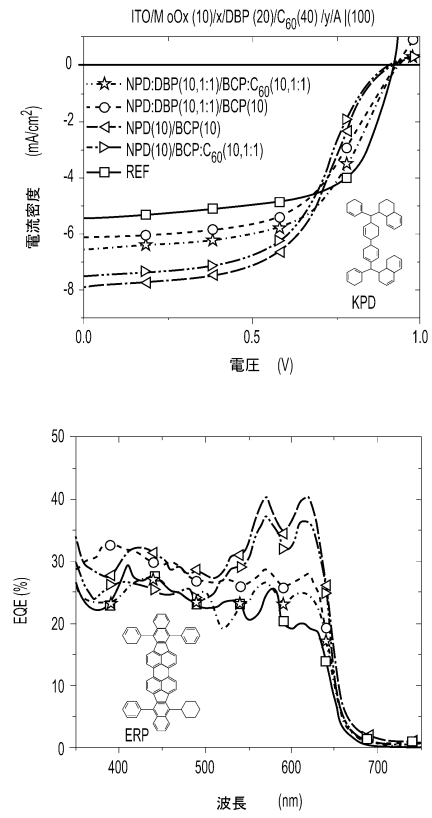 ITO/M oOx (10)/x/DBP (20)/C60(40) /y/A |(100)
0
-2
-4
-6
-8
電流密度 (mA/cm2)
NPD:DBP(10,1:1)/BCP:C60(10,1:1)
NPD:DBP(10,1:1)/BCP(10)
NPD(10)/BCP(10)
NPD(10)/BCP:C60(10,1:1)
REF
KPD
0.0
0.5
1.0
電圧 (V)
50
40
30
20
10
0
EQE (%)
ERP
400
500
600
700
波長 (nm)